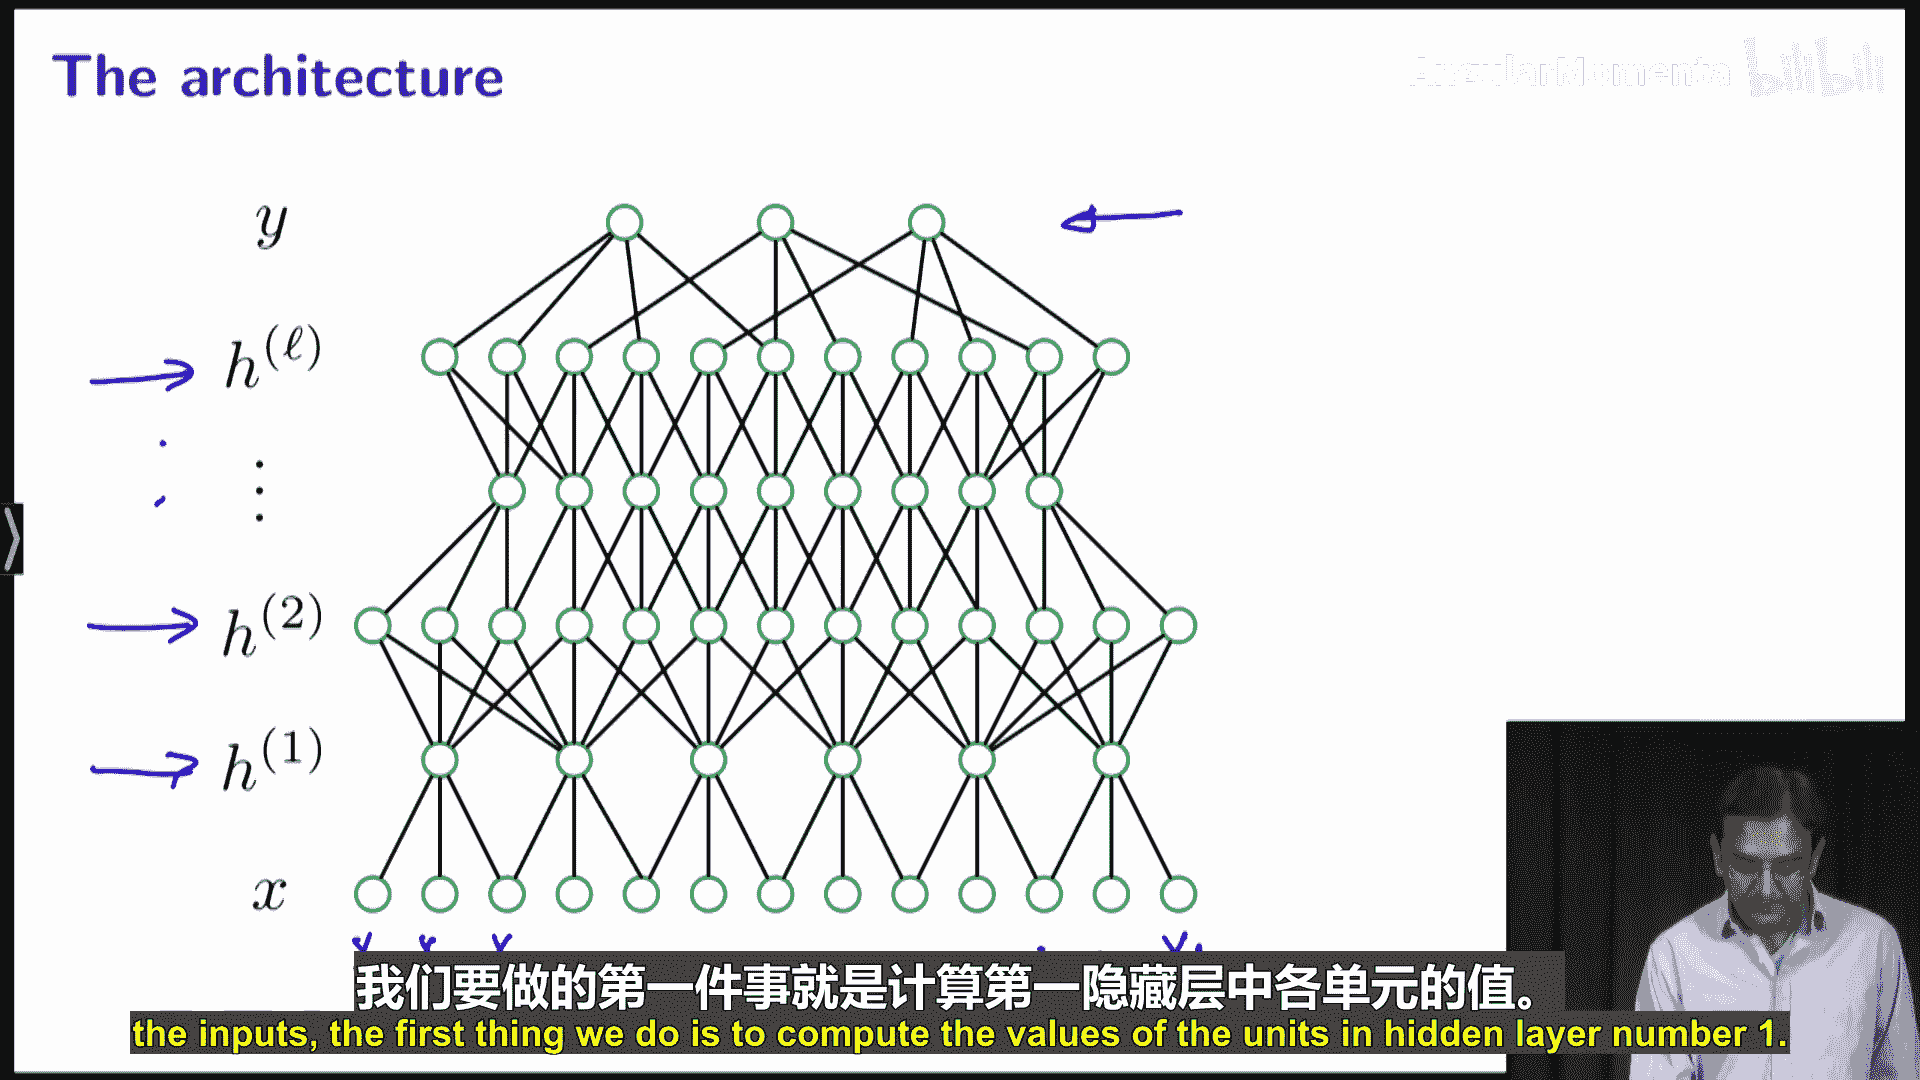 The architecture
AngularMomenta bilibili
y
h^{(ℓ)}
⋮
h^{(2)}
h^{(1)}
x
我们要做的第一件事就是计算第一隐藏层中各单元的值。
the inputs, the first thing we do is to compute the values of the units in hidden layer number 1.